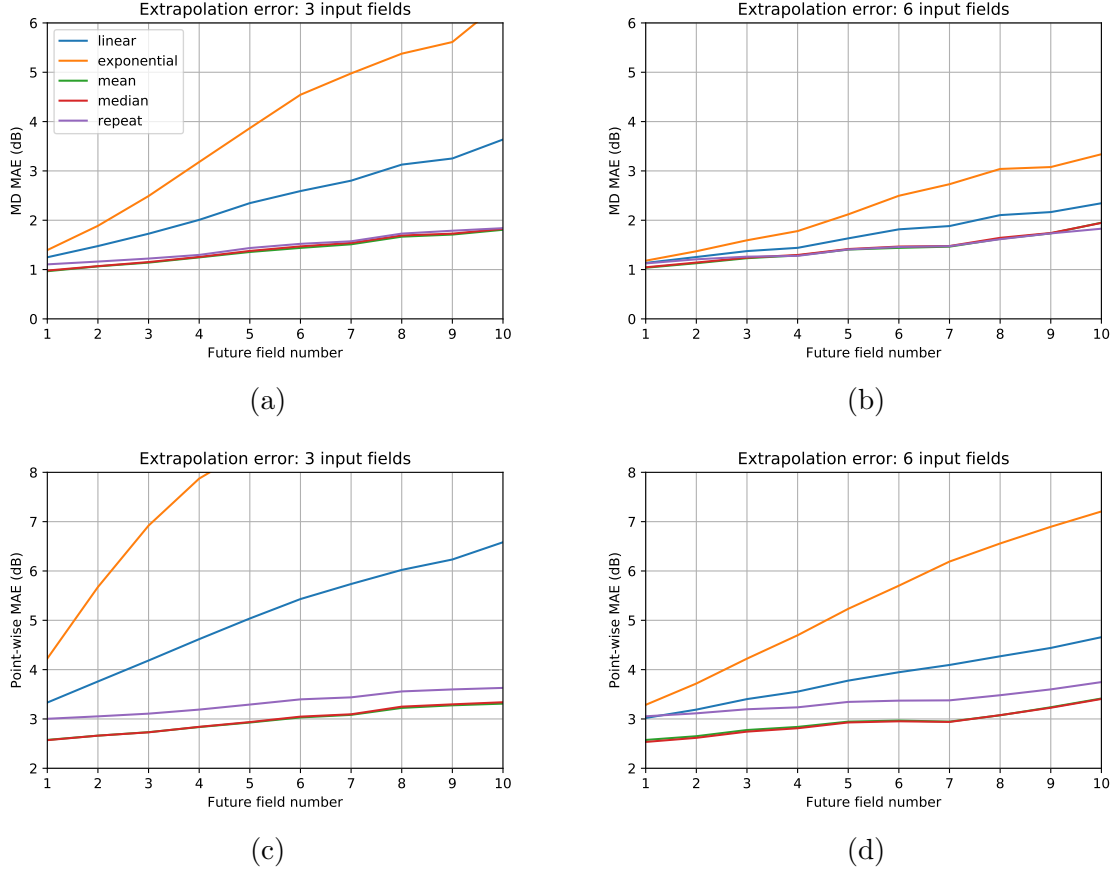 Extrapolation error: 3 input fields
6
5
4
3
2
1
0
MD MAE (dB)
linear
exponential
mean
median
repeat
1 2 3 4 5 6 7 8 9 10
Future field number
(a)
Extrapolation error: 6 input fields
6
5
4
3
2
1
0
MD MAE (dB)
1 2 3 4 5 6 7 8 9 10
Future field number
(b)
Extrapolation error: 3 input fields
8
7
6
5
4
3
2
Point-wise MAE (dB)
1 2 3 4 5 6 7 8 9 10
Future field number
(c)
Extrapolation error: 6 input fields
8
7
6
5
4
3
2
Point-wise MAE (dB)
1 2 3 4 5 6 7 8 9 10
Future field number
(d)